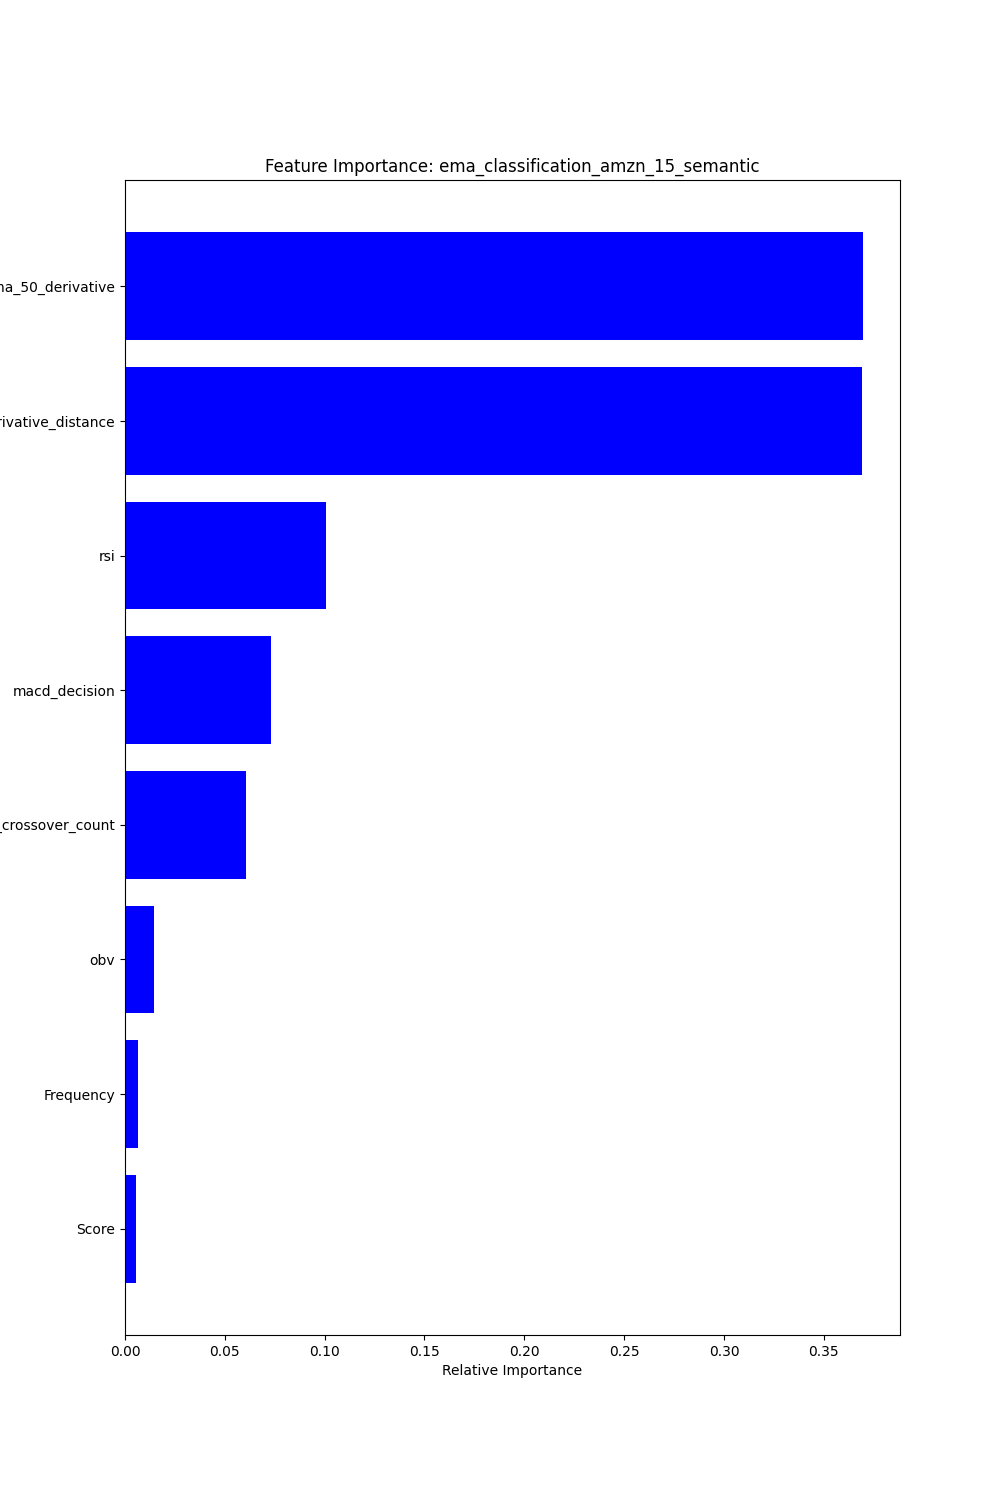 Feature Importance: ema_classification_amzn_15_semantic
na_50_derivative
rivative_distance
rsi
macd_decision
_crossover_count
obv
Frequency
Score
0.00 0.05 0.10 0.15 0.20 0.25 0.30 0.35
Relative Importance